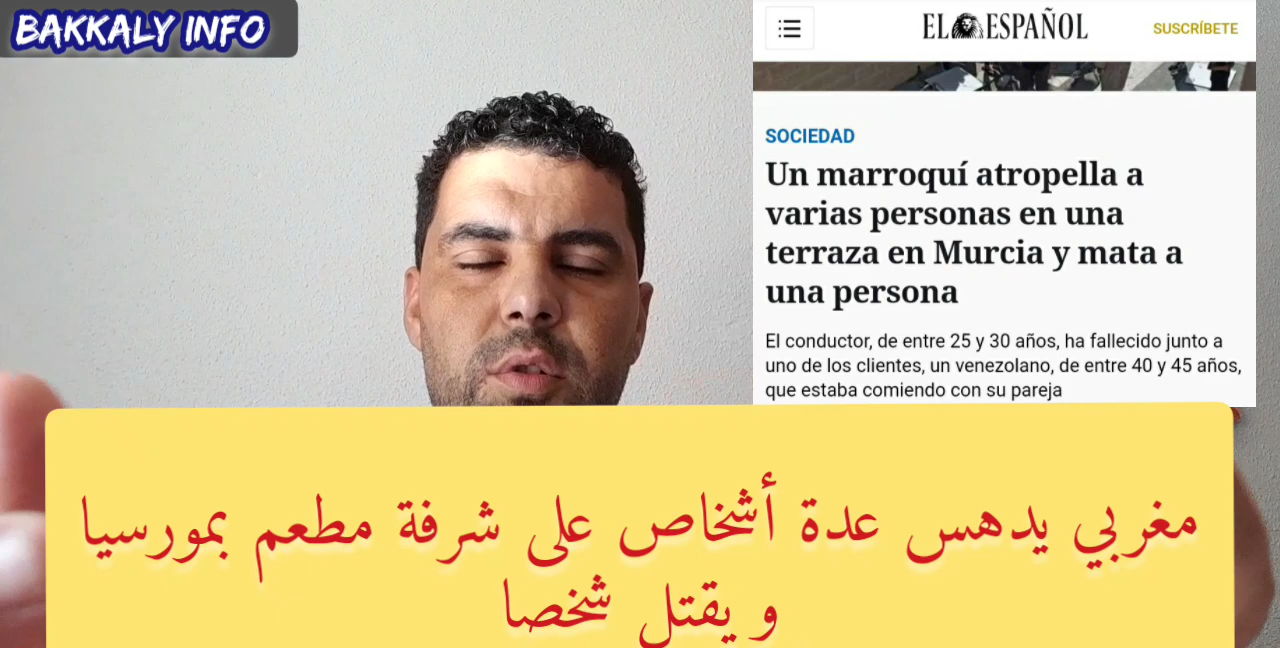 BAKKALY INFO
EL ESPAÑOL
SUSCRÍBETE
SOCIEDAD
Un marroquí atropella a
varias personas en una
terraza en Murcia y mata a
una persona
El conductor, de entre 25 y 30 años, ha fallecido junto a
uno de los clientes, un venezolano, de entre 40 y 45 años,
que estaba comiendo con su pareja
مغربي يدهس عدة أشخاص على شرفة مطعم بمورسيا
و يقتل شخصا